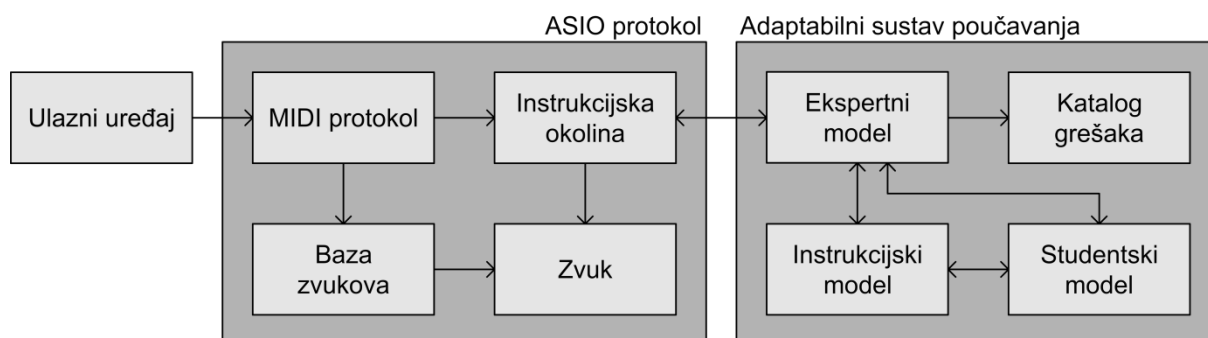 ASIO protokol
Adaptabilni sustav poučavanja
Ulazni uređaj
MIDI protokol
Instrukcijska
okolina
Ekspertni
model
Katalog
grešaka
Baza
zvukova
Zvuk
Instrukcijski
model
Studentski
model